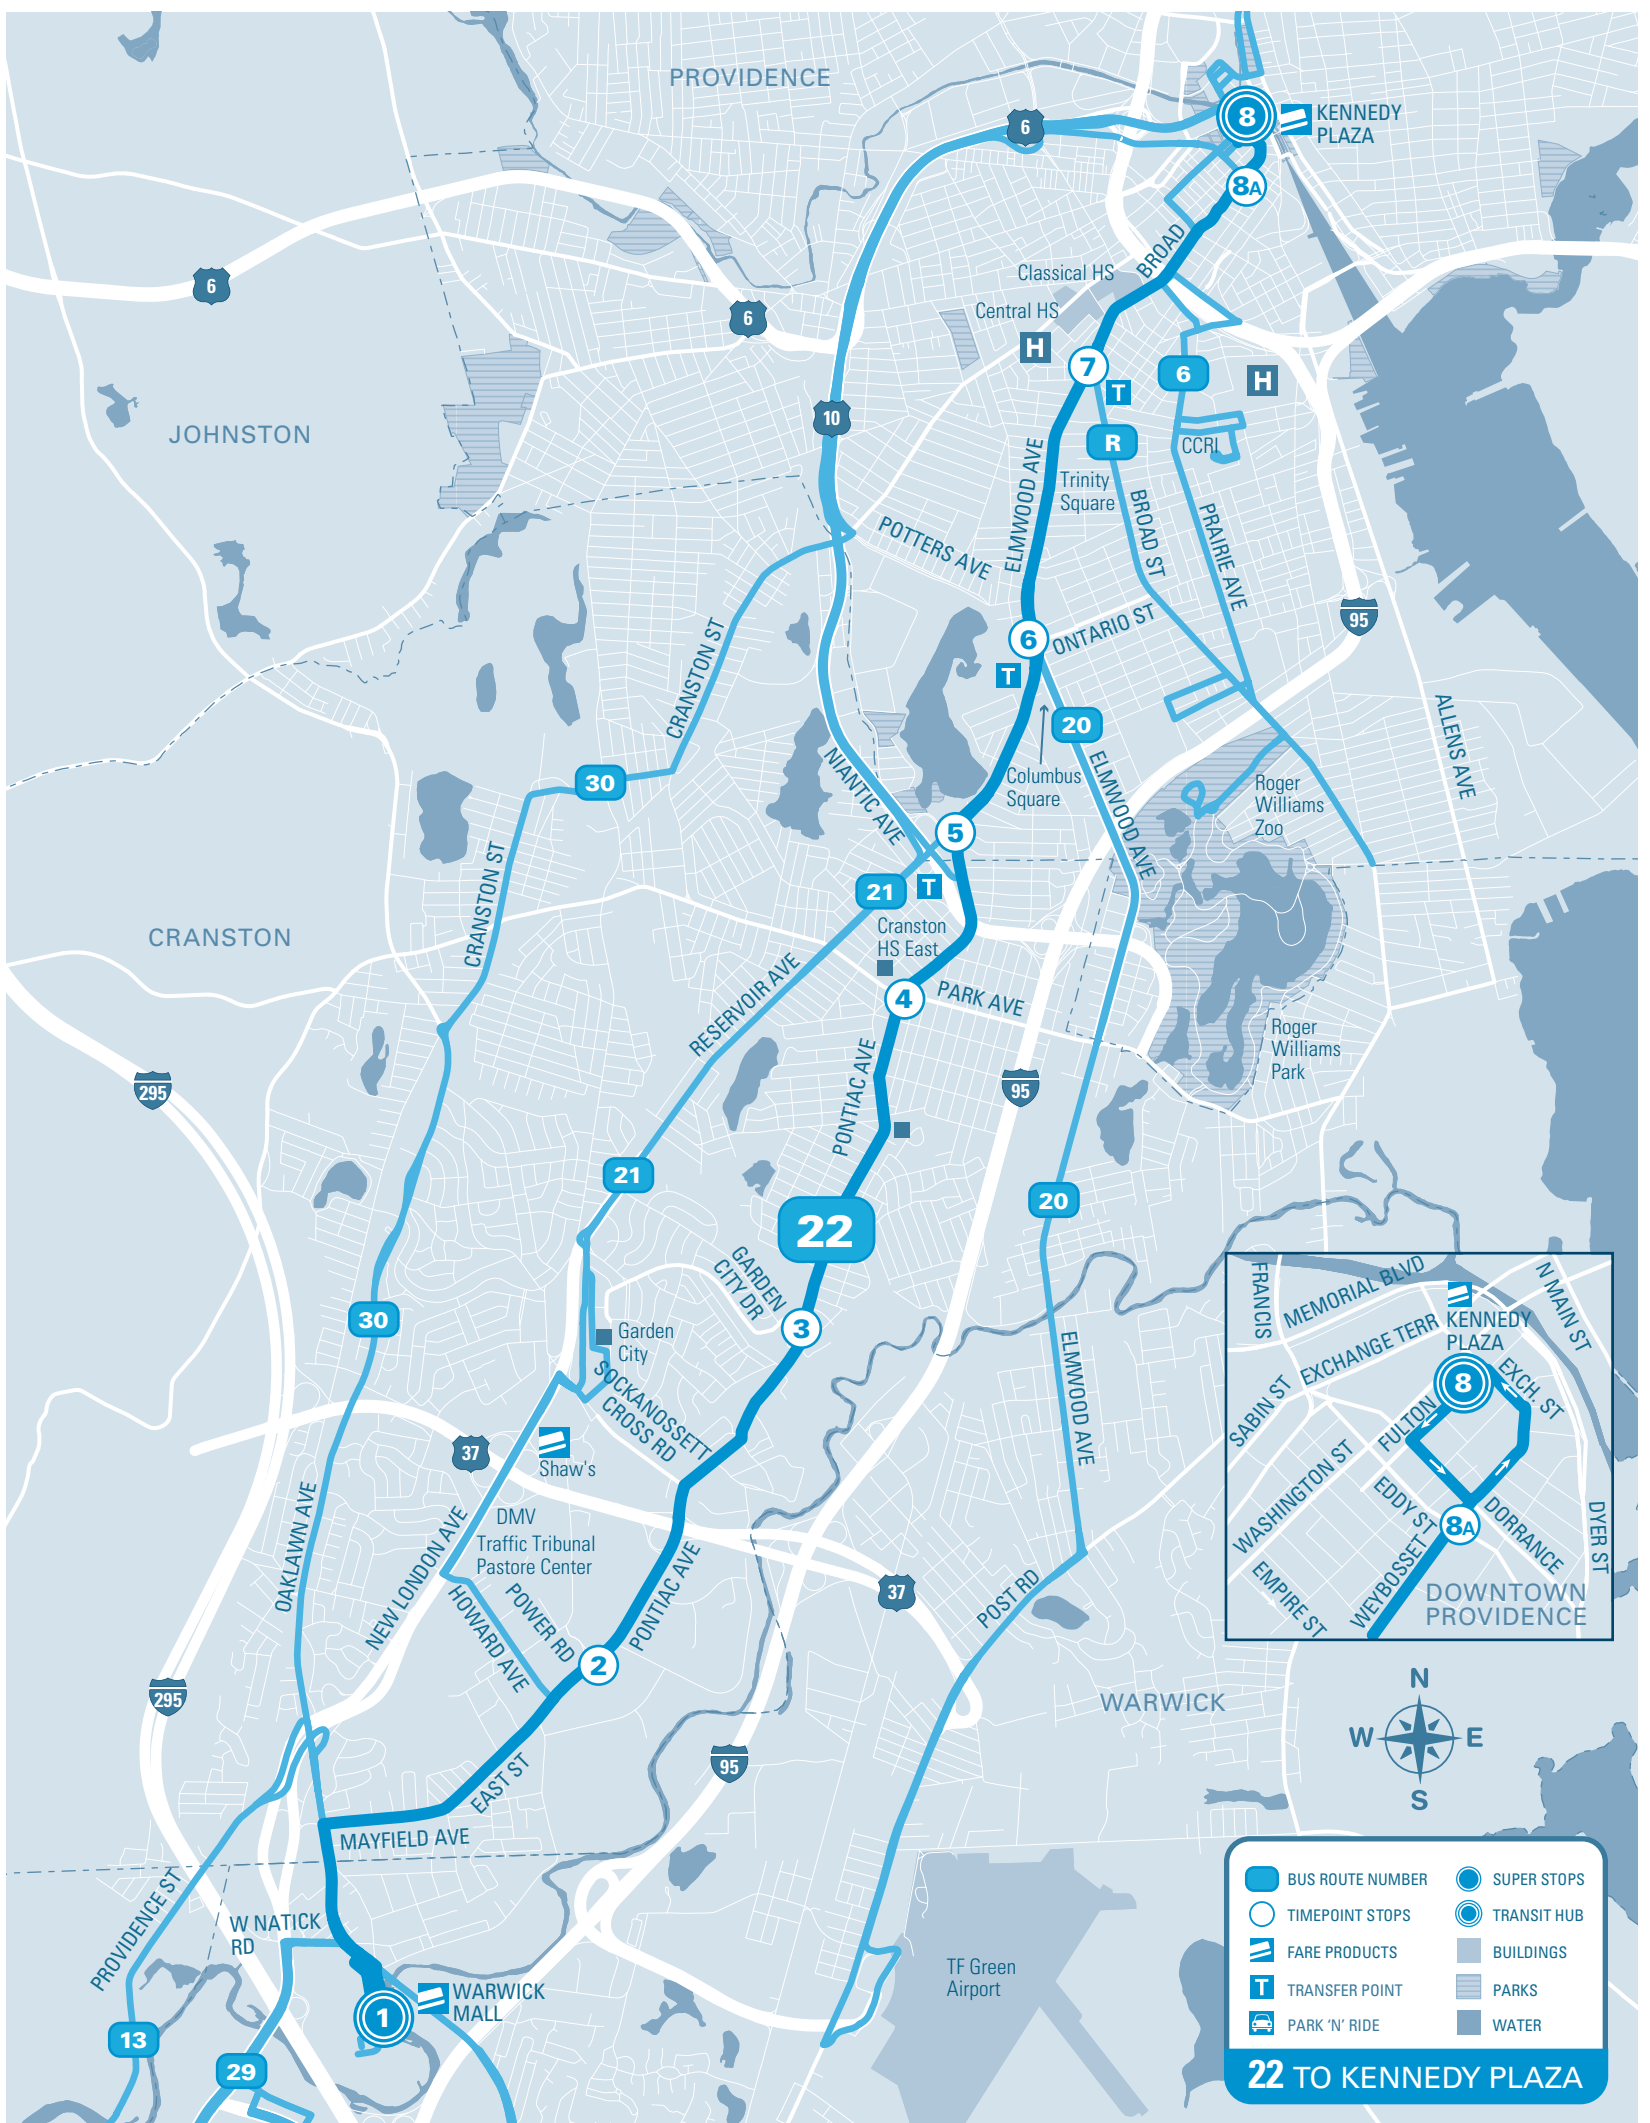 PROVIDENCE
6
8
KENNEDY
PLAZA
8A
BROAD
Classical HS
Central HS
H
6
6
7
T
6
H
10
JOHNSTON
R
CCRI
ELMWOOD AVE
Trinity
Square
BROAD ST
PRAIRIE AVE
POTTERS AVE
95
CRANSTON ST
6
ONTARIO ST
T
ALLENS AVE
20
30
NIANTIC AVE
Columbus
Square
ELMWOOD AVE
Roger
Williams
Zoo
5
CRANSTON ST
21
T
Cranston
HS East
CRANSTON
RESERVOIR AVE
4
PARK AVE
Roger
Williams
Park
PONTIAC AVE
295
95
21
20
22
GARDEN
CITY DR
3
30
Garden
City
SOCKANOSSETT
CROSS RD
ELMWOOD AVE
37
Shaw's
OAKLAWN AVE
NEW LONDON AVE
DMV
Traffic Tribunal
Pastore Center
HOWARD AVE
POWER RD
PONTIAC AVE
37
POST RD
2
295
WARWICK
95
EAST ST
MAYFIELD AVE
PROVIDENCE ST
W NATICK
RD
WARWICK
MALL
1
13
29
TF Green
Airport
FRANCIS
MEMORIAL BLVD
N MAIN ST
KENNEDY
PLAZA
EXCHANGE TERR
8
EXCH. ST
SABIN ST
FULTON
WASHINGTON ST
EDDY ST
8A
DORRANCE
DYER ST
EMPIRE ST
WEYBOSSET
DOWNTOWN
PROVIDENCE
N
W
E
S
BUS ROUTE NUMBER
SUPER STOPS
TIMEPOINT STOPS
TRANSIT HUB
FARE PRODUCTS
BUILDINGS
T TRANSFER POINT
PARKS
PARK 'N' RIDE
WATER
22 TO KENNEDY PLAZA